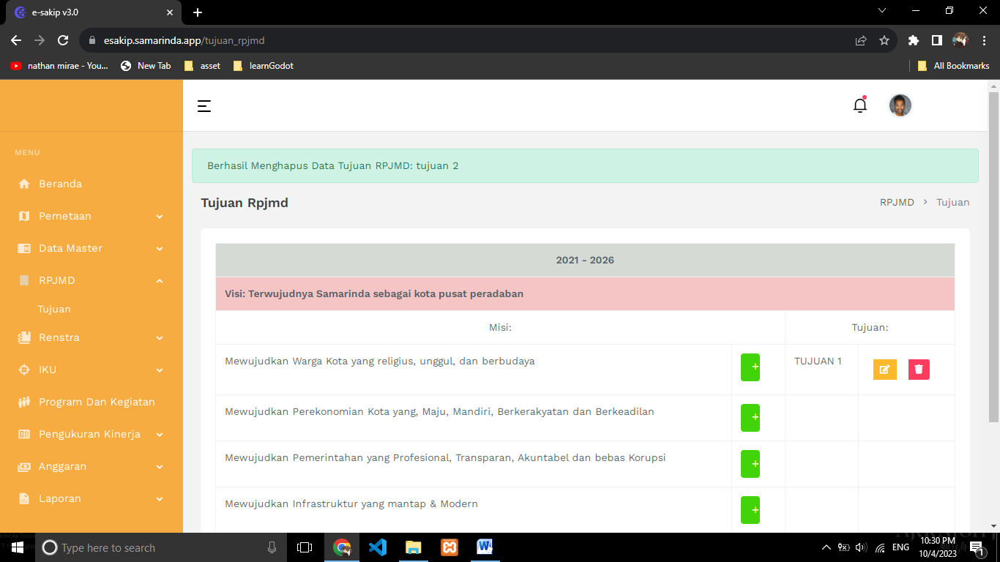 e-sakip v3.0
esakip.samarinda.app/tujuan_rpjmd
nathan mirae - You...
New Tab
asset
learnGodot
All Bookmarks
MENU
Beranda
Pemetaan
Data Master
RPJMD
Tujuan
Renstra
IKU
Program Dan Kegiatan
Pengukuran Kinerja
Anggaran
Laporan
Berhasil Menghapus Data Tujuan RPJMD: tujuan 2
Tujuan Rpjmd
RPJMD > Tujuan
2021 - 2026
Visi: Terwujudnya Samarinda sebagai kota pusat peradaban
Misi: Tujuan:
Mewujudkan Warga Kota yang religius, unggul, dan berbudaya + TUJUAN 1
Mewujudkan Perekonomian Kota yang, Maju, Mandiri, Berkerakyatan dan Berkeadilan +
Mewujudkan Pemerintahan yang Profesional, Transparan, Akuntabel dan bebas Korupsi +
Mewujudkan Infrastruktur yang mantap & Modern +
Type here to search
ENG
10:30 PM
10/4/2023
1